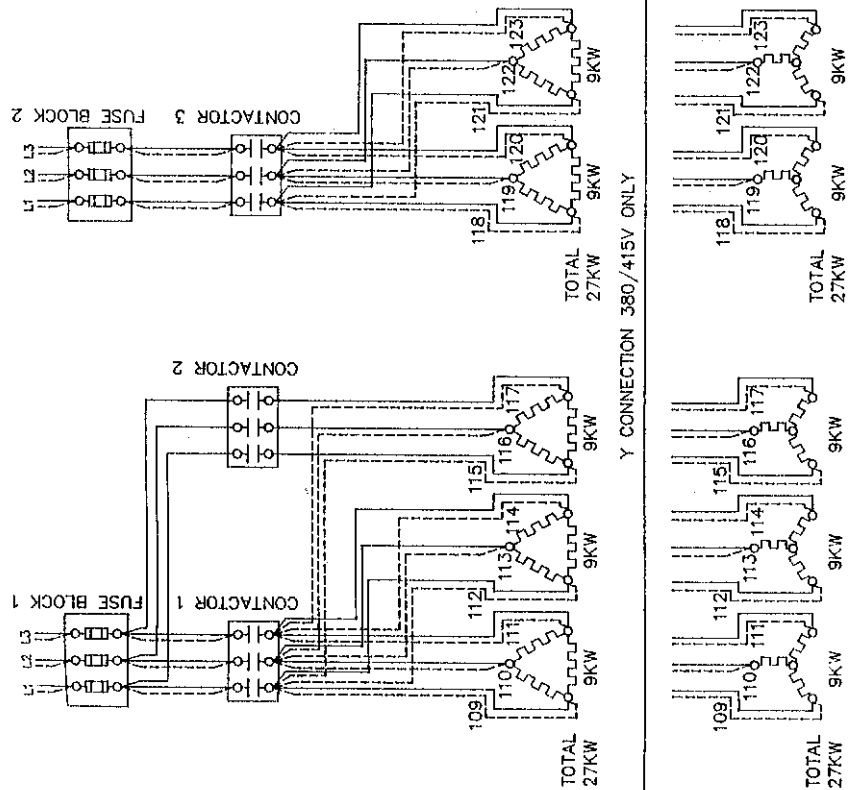 FUSE BLOCK 1
L1
L2
L3
CONTACTOR 1
CONTACTOR 2
109
110
111
112
113
114
115
116
117
TOTAL
27KW
9KW
9KW
9KW
FUSE BLOCK 2
L1
L2
L3
CONTACTOR 3
118
119
120
121
122
123
TOTAL
27KW
9KW
9KW
Y CONNECTION 380/415V ONLY
109
110
111
112
113
114
115
116
117
TOTAL
27KW
9KW
9KW
9KW
118
119
120
121
122
123
TOTAL
27KW
9KW
9KW